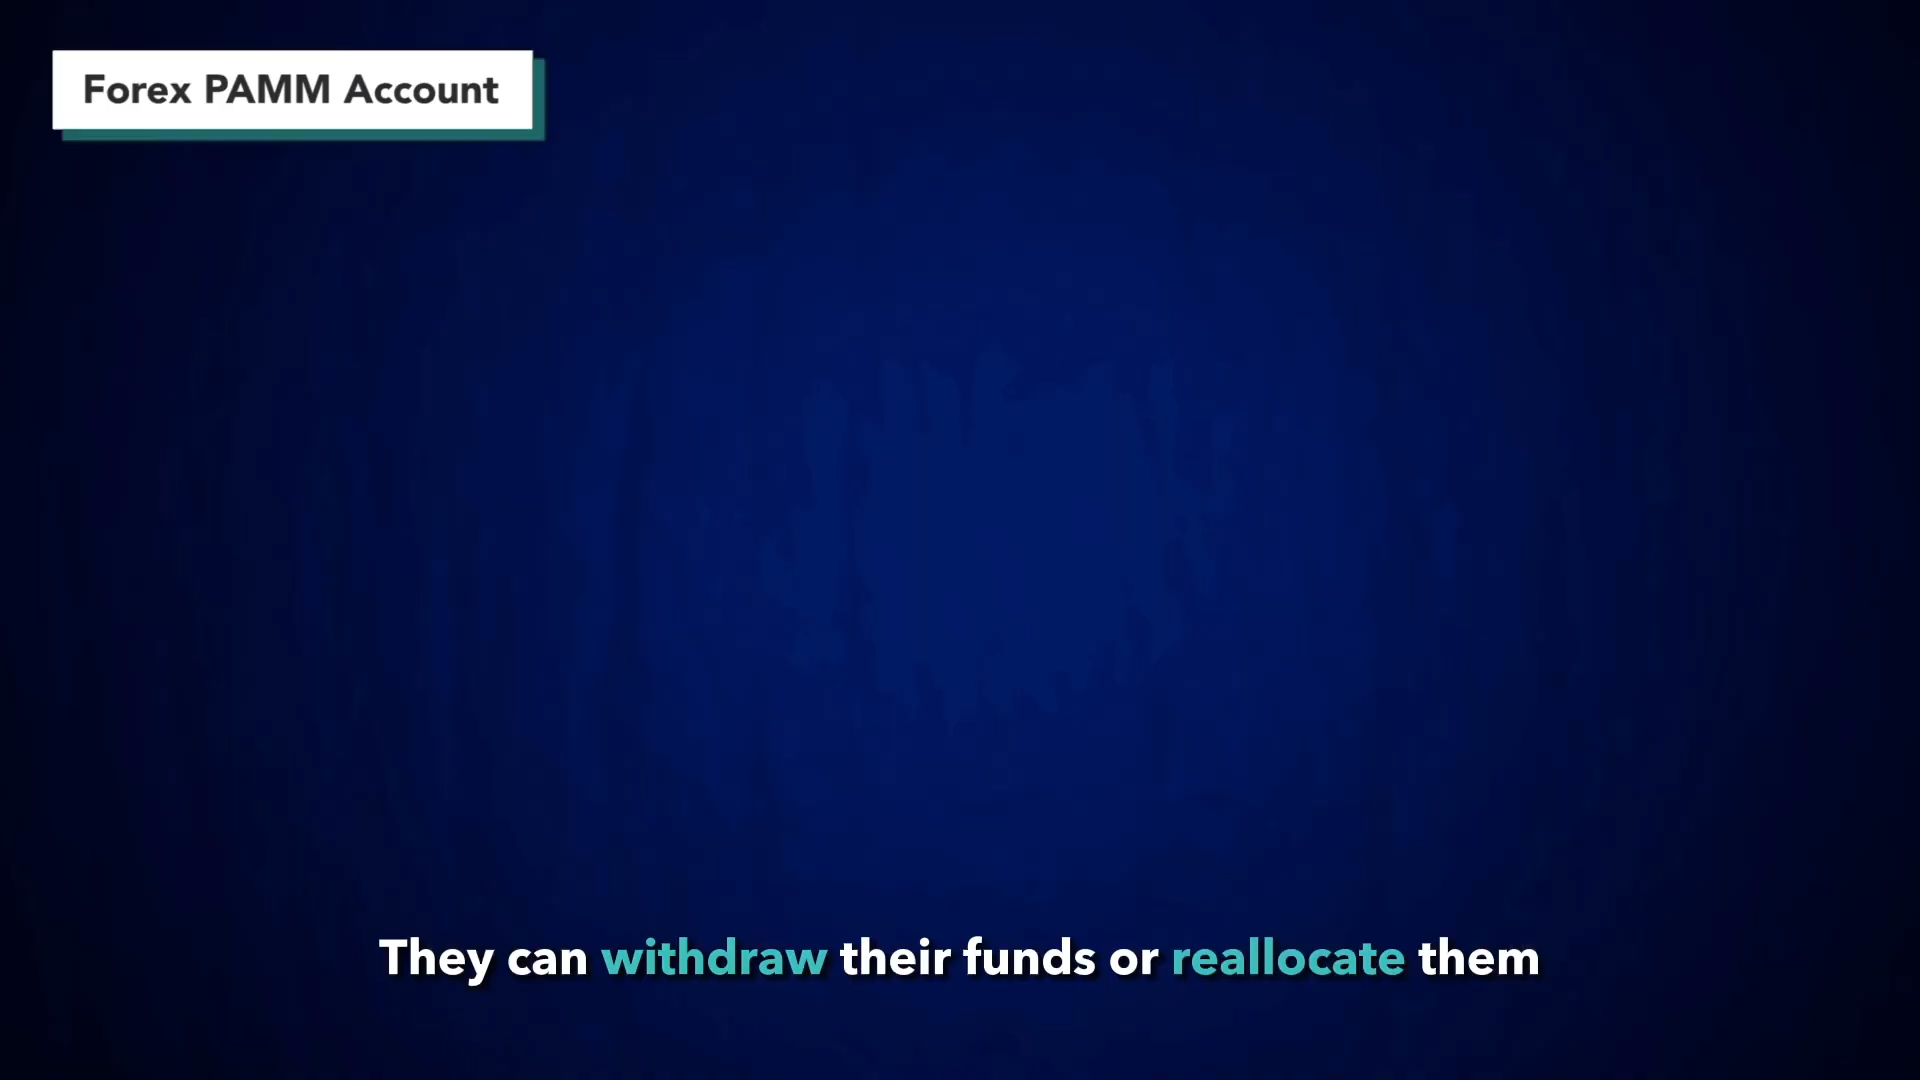 Forex PAMM Account
They can withdraw their funds or reallocate them